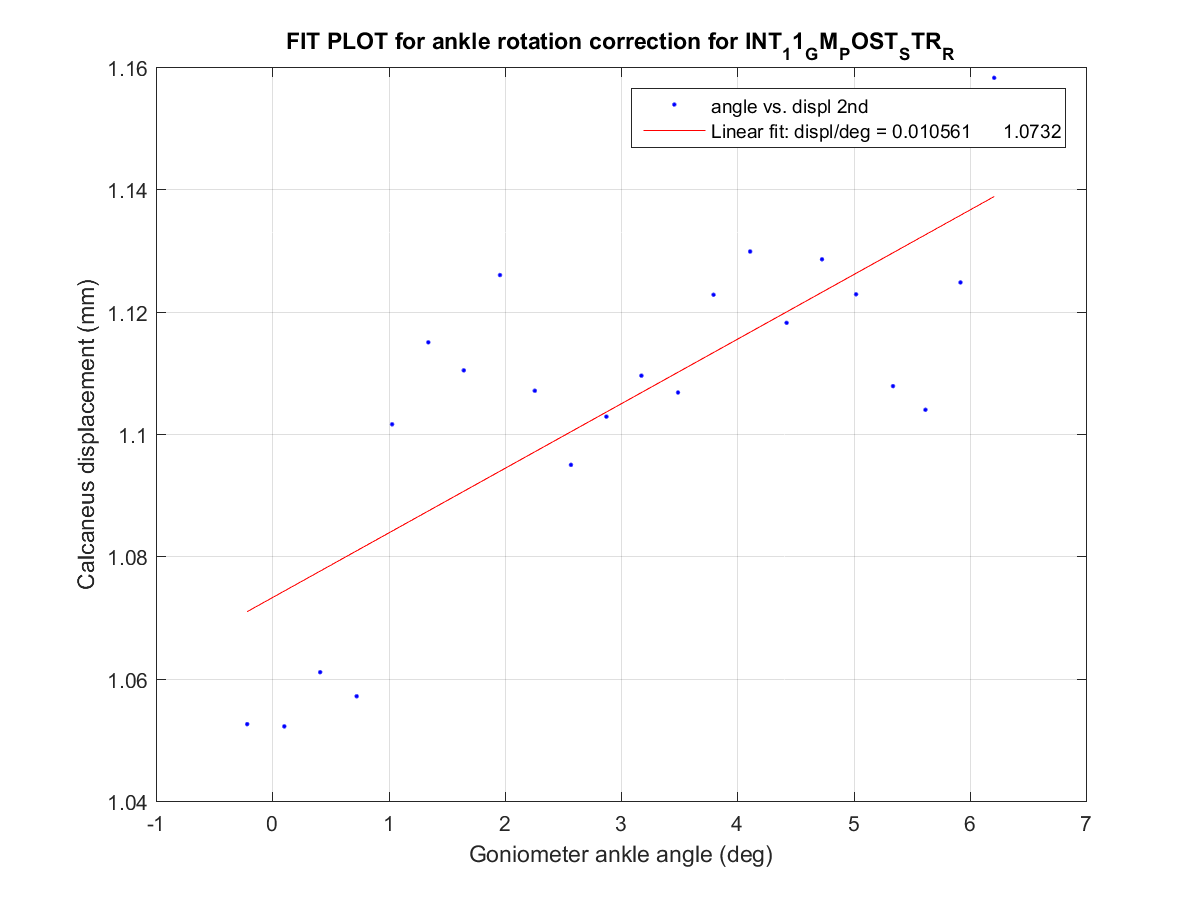 FIT PLOT for ankle rotation correction for INT₁1_GM_POST_STR_R
angle vs. displ 2nd
Linear fit: displ/deg = 0.010561 1.0732
1.16
1.14
1.12
1.1
1.08
1.06
1.04
-1 0 1 2 3 4 5 6 7
Calcaneus displacement (mm)
Goniometer ankle angle (deg)